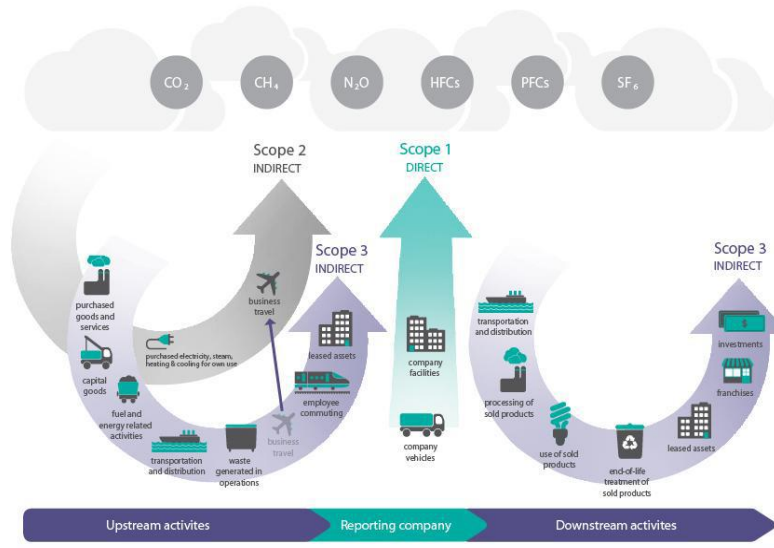 CO₂
CH₄
N₂O
HFCs
PFCs
SF₆
Scope 2
INDIRECT
Scope 1
DIRECT
Scope 3
INDIRECT
Scope 3
INDIRECT
purchased
goods and
services
business
travel
purchased electricity, steam,
heating & cooling for own use
capital
goods
fuel and
energy related
activities
transportation
and distribution
waste
generated in
operations
business
travel
employee
commuting
leased assets
company
facilities
company
vehicles
transportation
and distribution
processing of
sold products
use of sold
products
end-of-life
treatment of
sold products
leased assets
franchises
investments
Upstream activites
Reporting company
Downstream activites